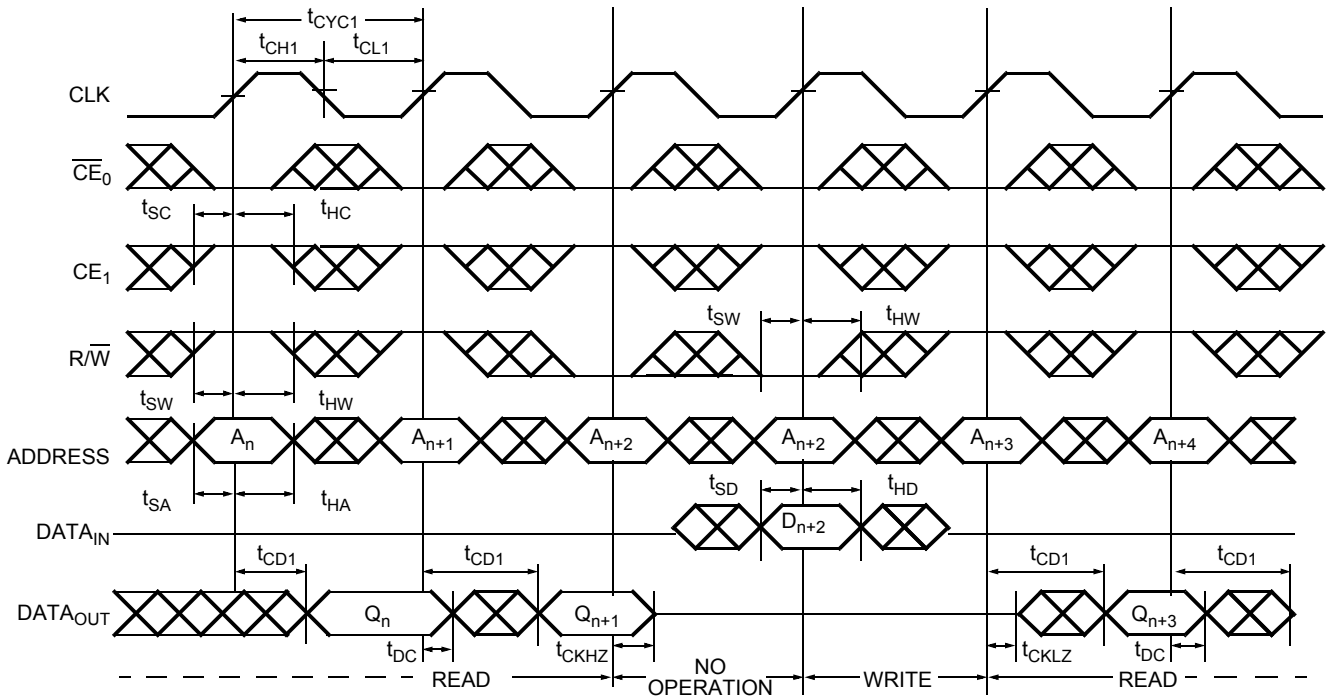 tCYC1
tCH1 tCL1
CLK
CE0
tSC tHC
CE1
tSW tHW
R/W
tSW tHW
An An+1 An+2 An+2 An+3 An+4
ADDRESS
tSA tHA tSD tHD
Dn+2
DATAIN
tCD1 tCD1 tCD1 tCD1
DATAOUT
Qn Qn+1 Qn+3
tDC tCKHZ tCKLZ tDC
READ NO OPERATION WRITE READ